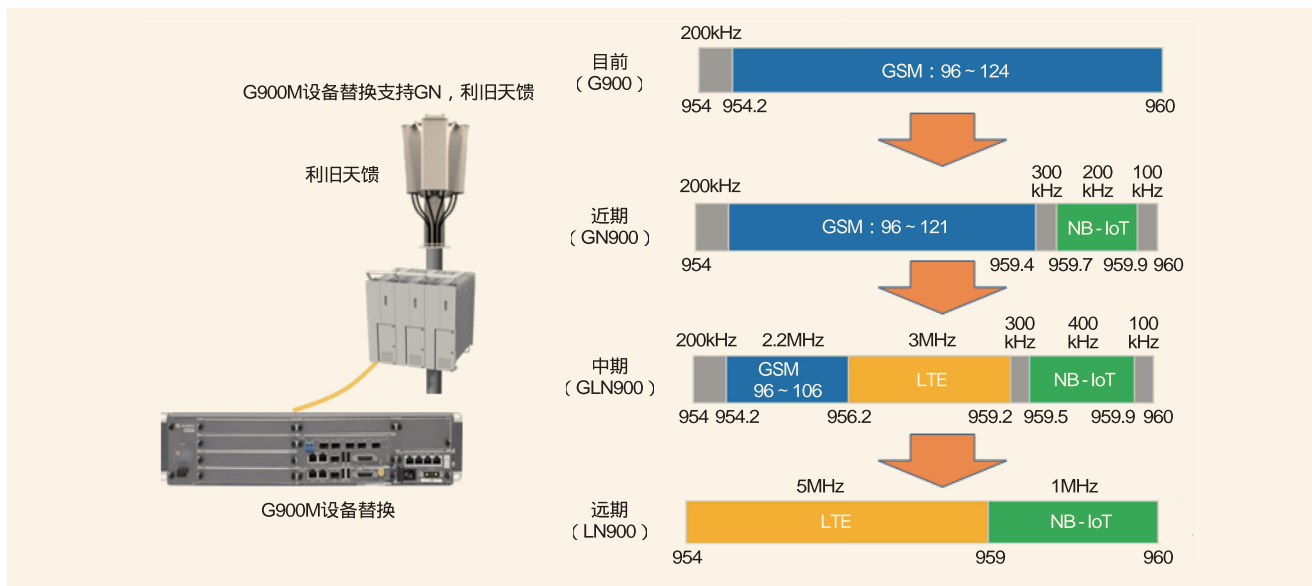 G900M设备替换支持GN，利旧天馈
利旧天馈
G900M设备替换
目前
（G900）
200kHz
GSM：96～124
954 954.2 960
近期
（GN900）
200kHz 300 kHz 200 kHz 100 kHz
GSM：96～121 NB-IoT
954 959.4 959.7 959.9 960
中期
（GLN900）
200kHz 2.2MHz 3MHz 300 kHz 400 kHz 100 kHz
GSM
96～106
LTE NB-IoT
954 954.2 956.2 959.2 959.5 959.9 960
远期
（LN900）
5MHz 1MHz
LTE NB-IoT
954 959 960